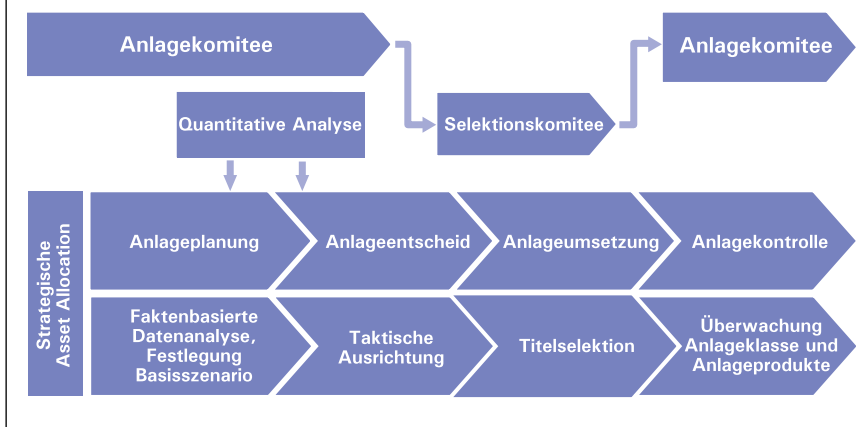 Anlagekomitee
Anlagekomitee
Quantitative Analyse
Selektionskomitee
Strategische
Asset Allocation
Anlageplanung
Anlageentscheid
Anlageumsetzung
Anlagekontrolle
Faktenbasierte
Datenanalyse,
Festlegung
Basisszenario
Taktische
Ausrichtung
Titelselektion
Überwachung
Anlageklasse und
Anlageprodukte